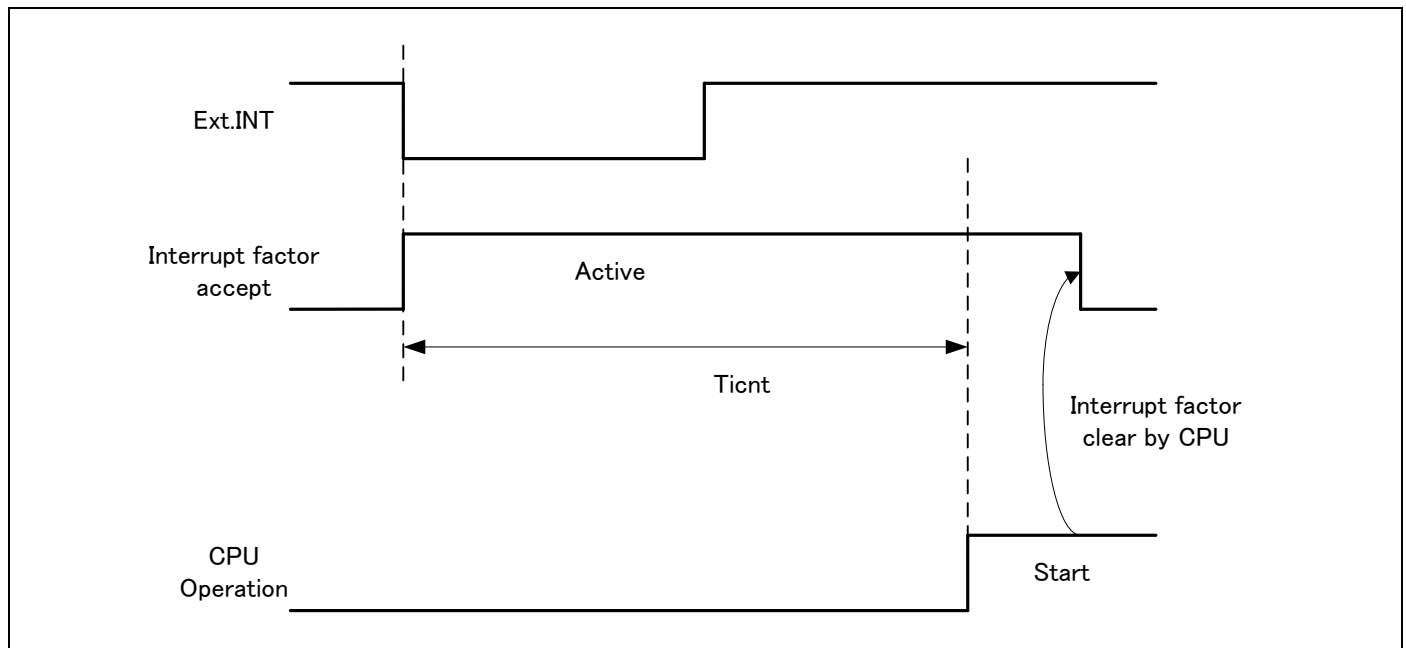 Ext.INT
Interrupt factor
accept
Active
Ticnt
Interrupt factor
clear by CPU
CPU
Operation
Start